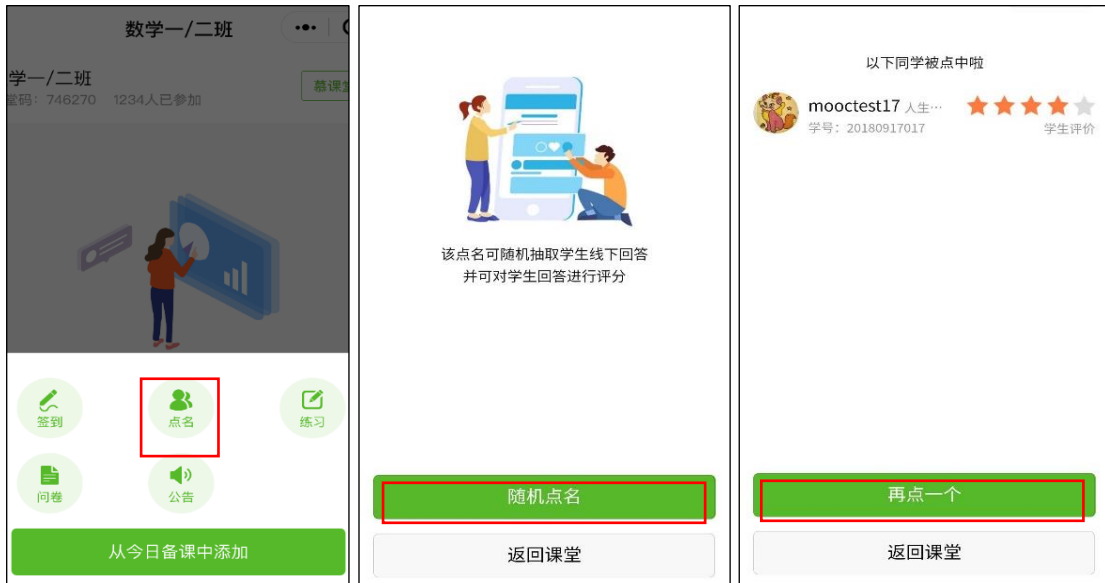 数学一/二班
学一/二班
堂码：746270 1234人已参加
慕课堂
签到
点名
练习
问卷
公告
从今日备课中添加
该点名可随机抽取学生线下回答
并可对学生回答进行评分
随机点名
返回课堂
以下同学被点中啦
mooctest17 人生…
学号：20180917017
学生评价
再点一个
返回课堂